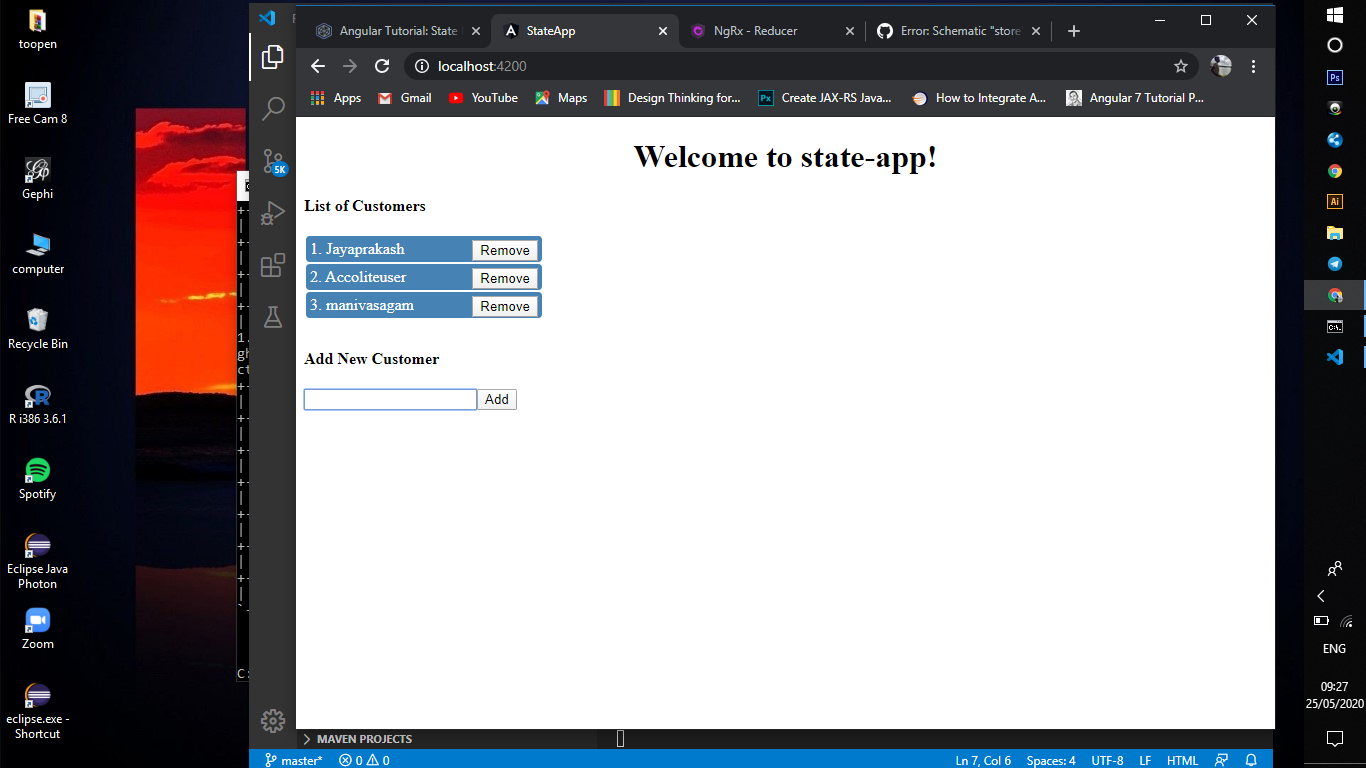 toopen
Free Cam 8
Gephi
computer
Recycle Bin
R i386 3.6.1
Spotify
Eclipse Java
Photon
Zoom
eclipse.exe -
Shortcut
Angular Tutorial: State
StateApp
NgRx - Reducer
Error: Schematic "store
localhost:4200
Apps
Gmail
YouTube
Maps
Design Thinking for...
Px
Create JAX-RS Java...
How to Integrate A...
Angular 7 Tutorial P...
5K
Welcome to state-app!
List of Customers
1. Jayaprakash Remove
2. Accoliteuser Remove
3. manivasagam Remove
Add New Customer
Add
MAVEN PROJECTS
master* 0 0 Ln 7, Col 6 Spaces: 4 UTF-8 LF HTML
Ps
Ai
ENG
09:27
25/05/2020